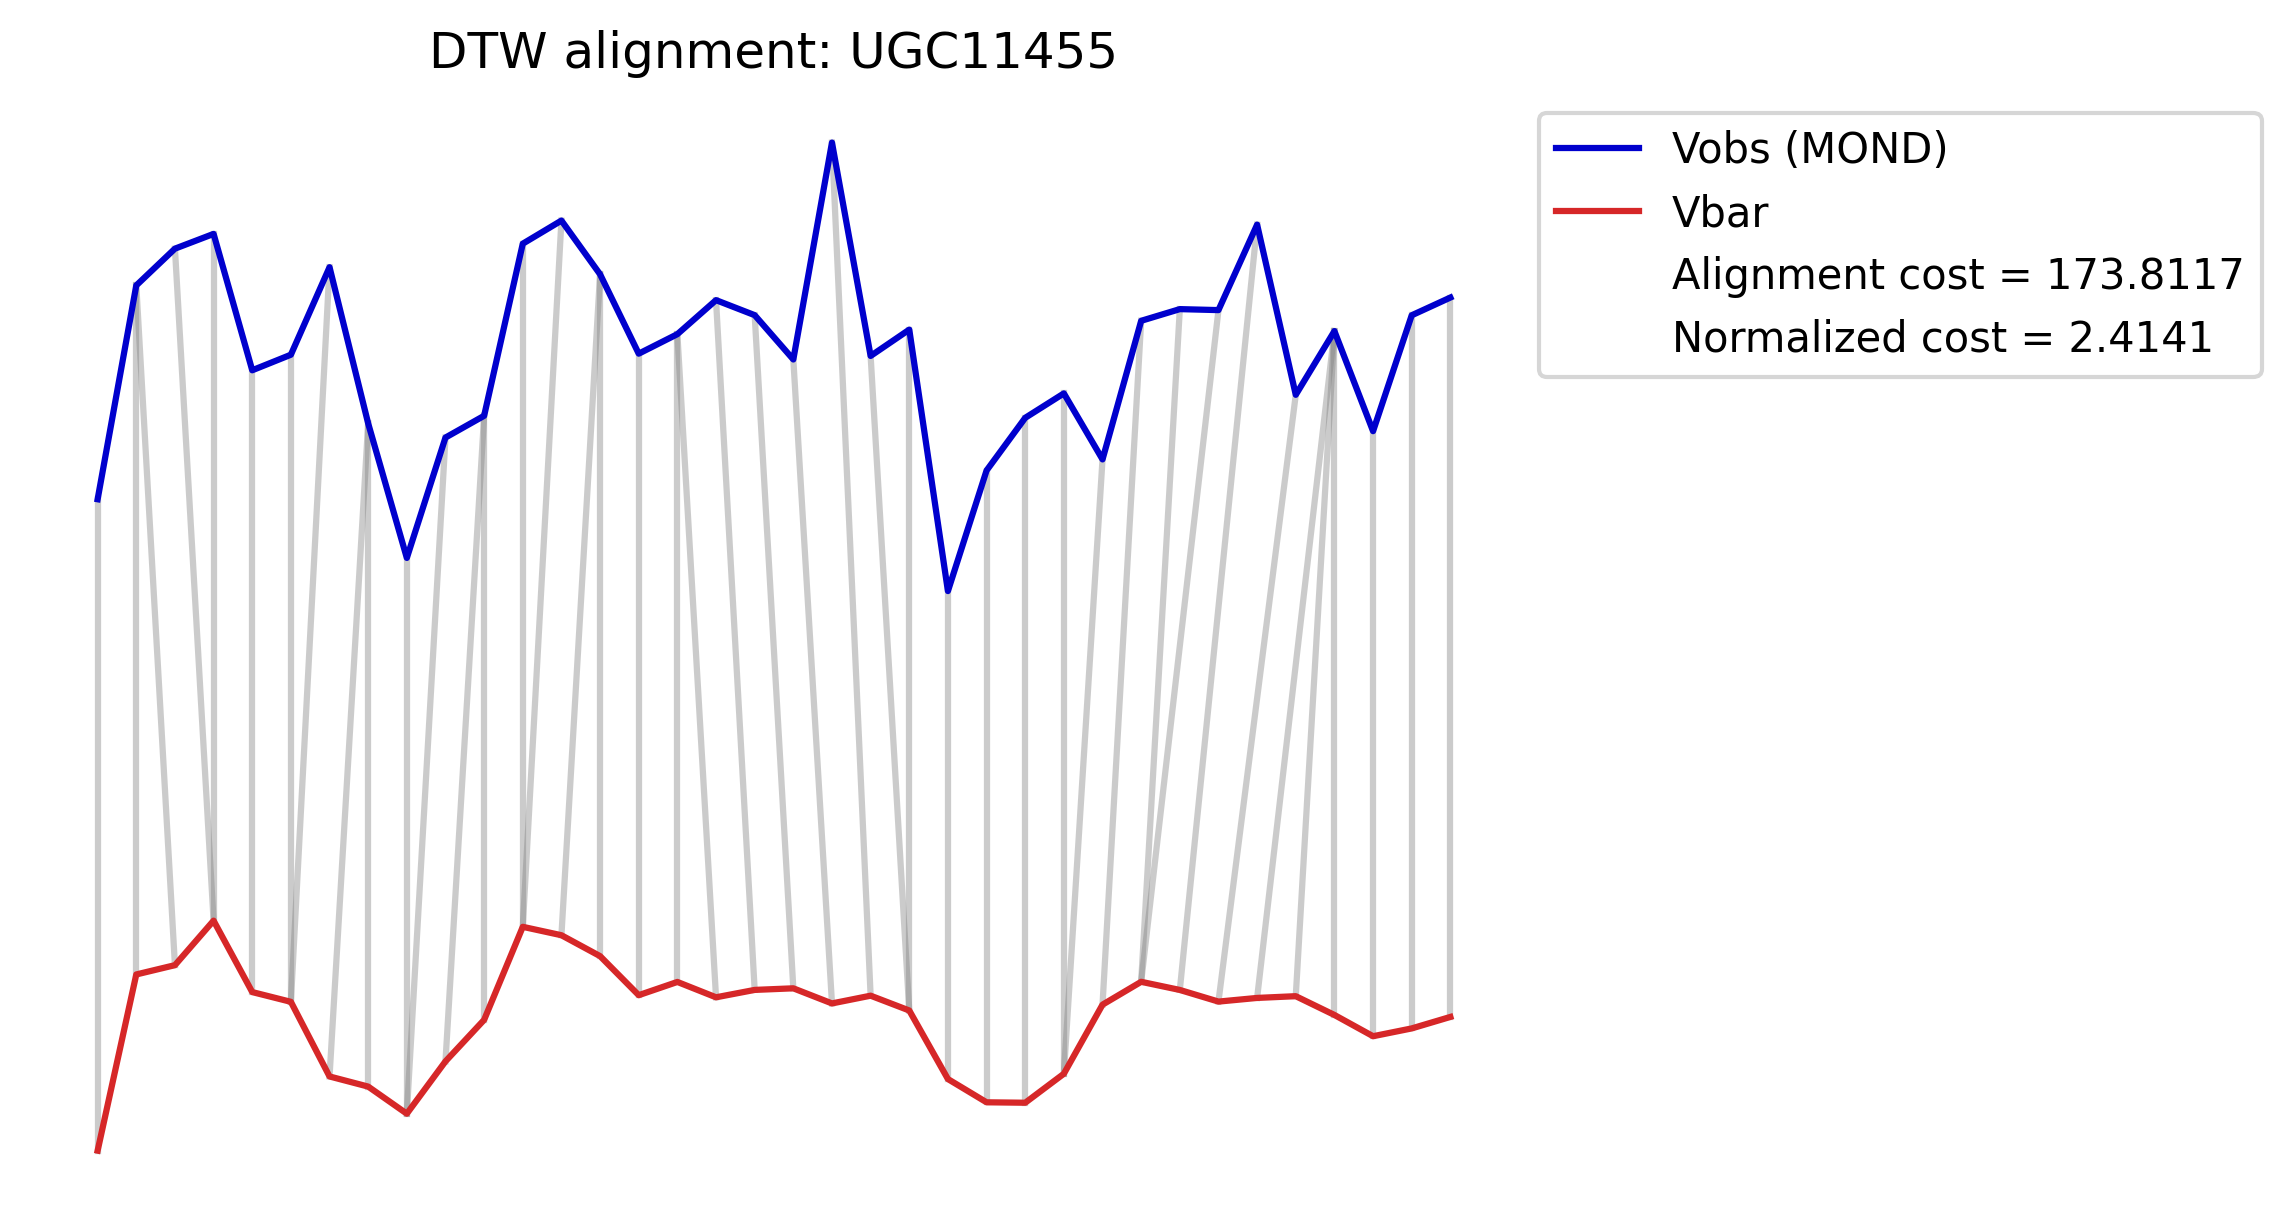 DTW alignment: UGC11455
Vobs (MOND)
Vbar
Alignment cost = 173.8117
Normalized cost = 2.4141